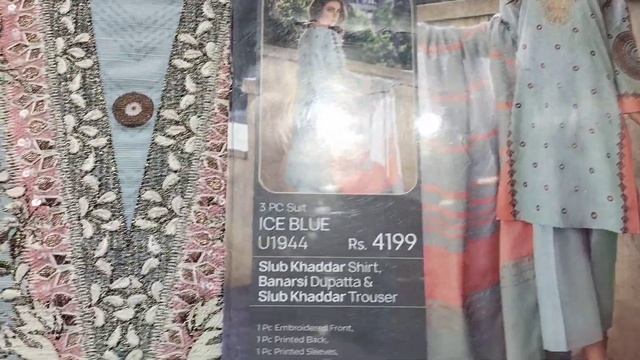 3 PC Suit
ICE BLUE
U1944 Rs. 4199
Slub Khaddar Shirt,
Banarsi Dupatta &
Slub Khaddar Trouser
1 Pc Embroidered Front,
1 Pc Printed Back,
1 Pc Printed Sleeves,